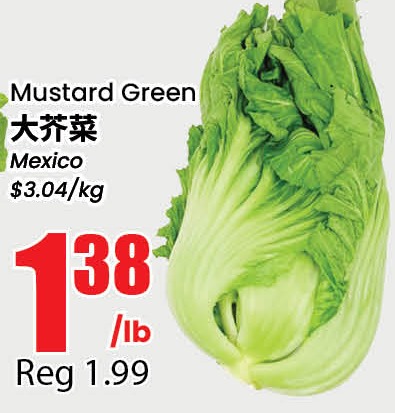 Mustard Green
大芥菜
Mexico
$3.04/kg
1 38 /lb
Reg 1.99